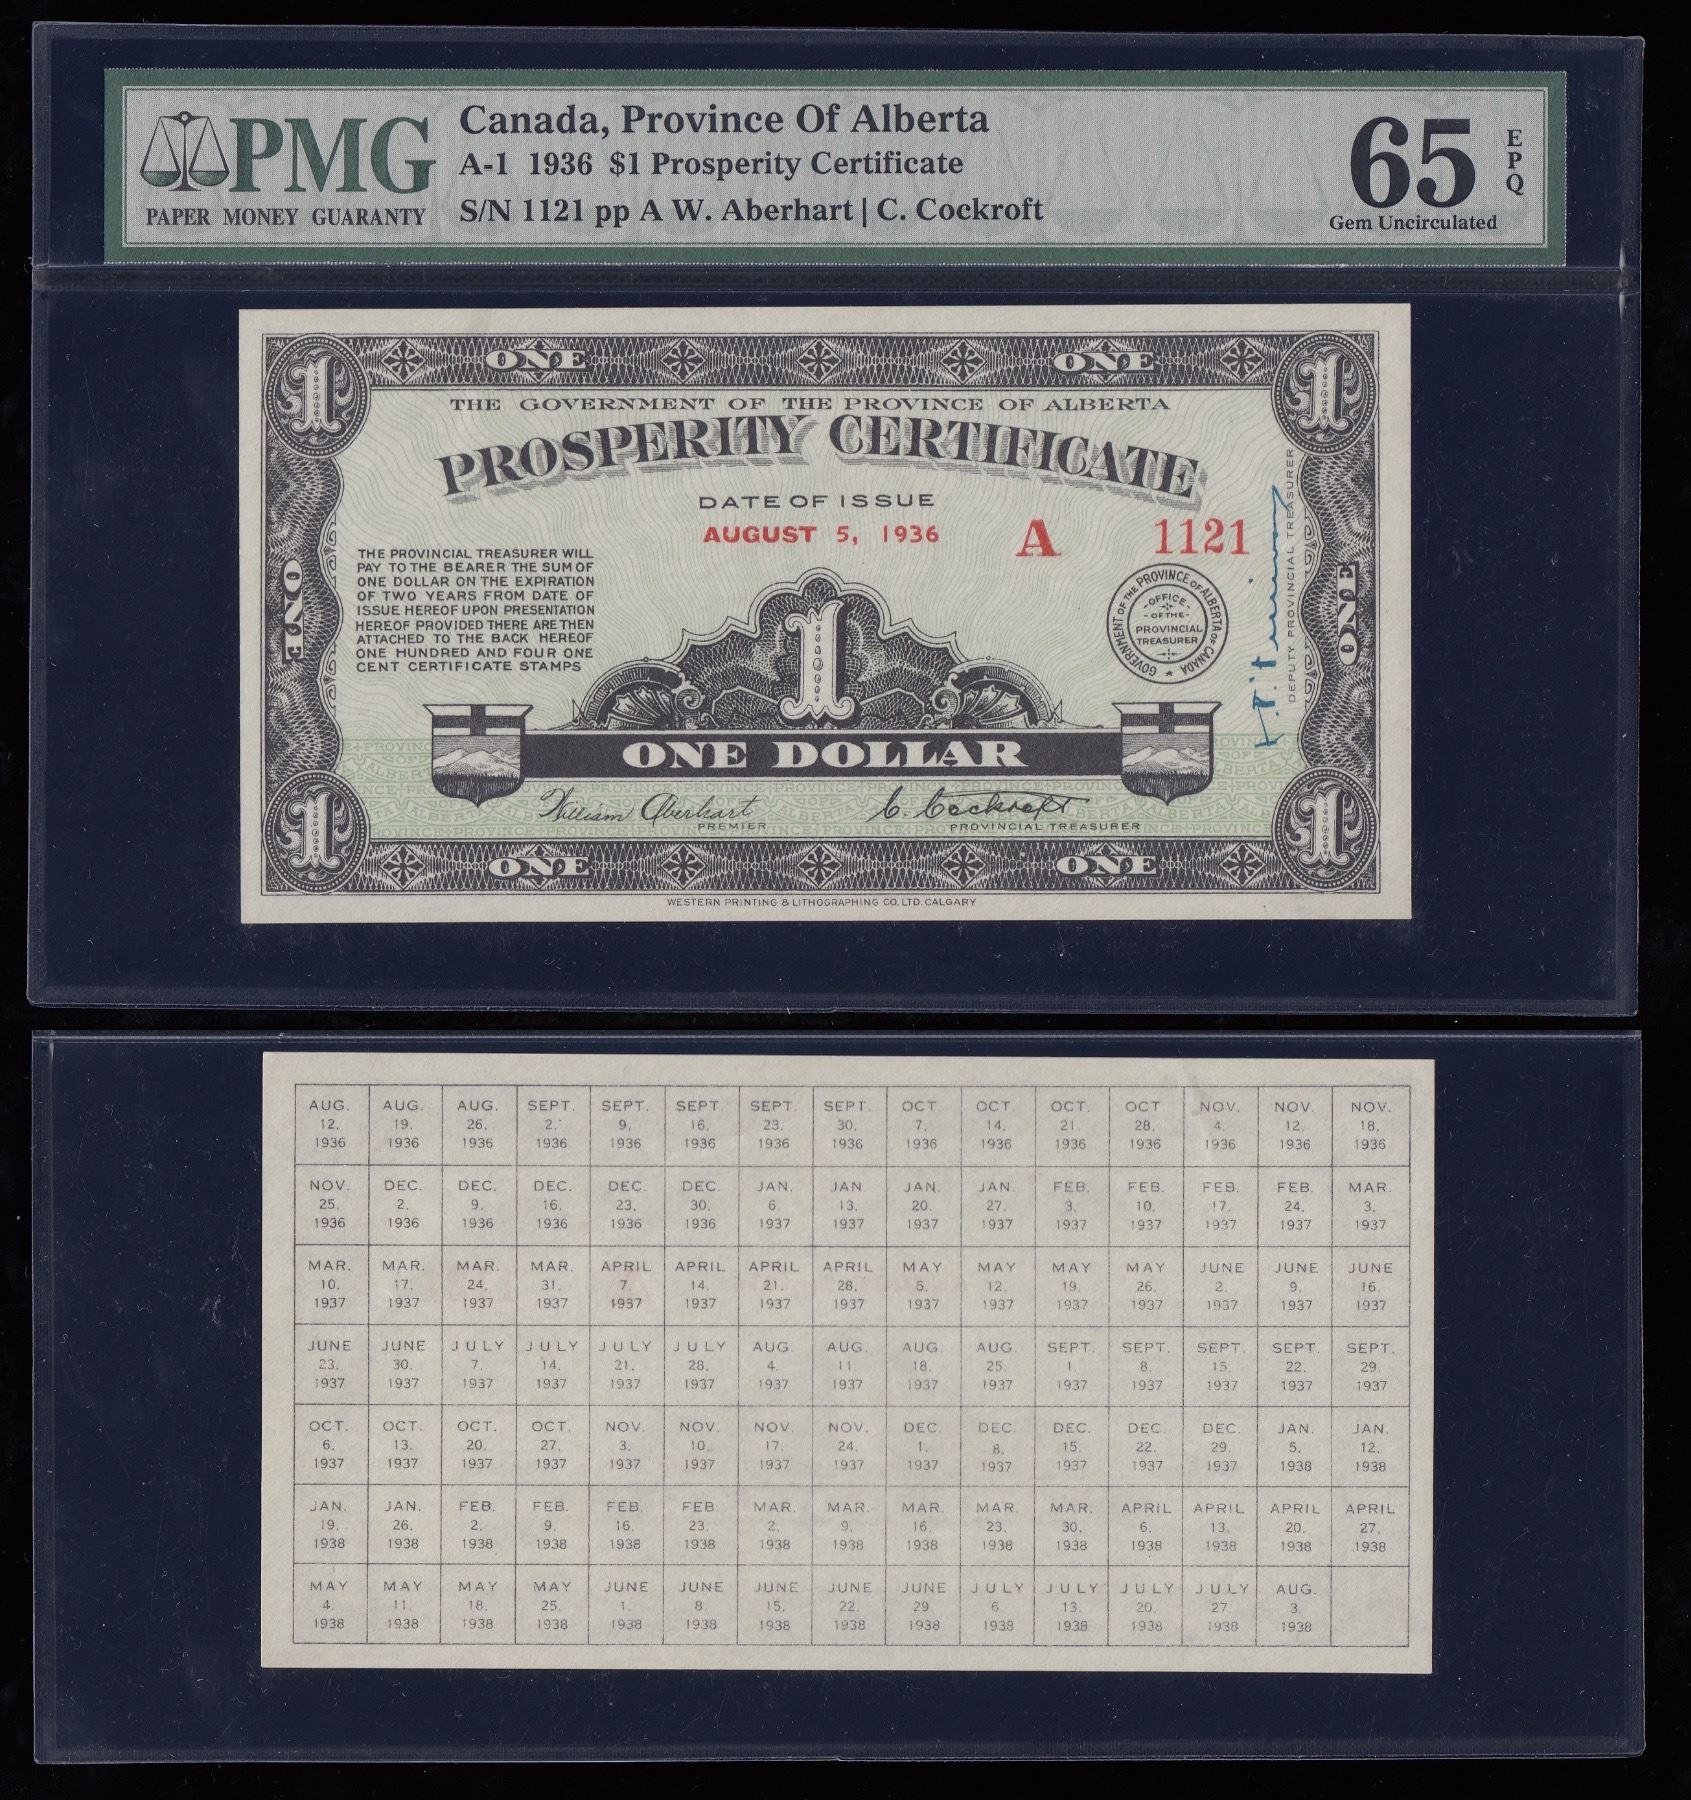 PMG
PAPER MONEY GUARANTY
Canada, Province Of Alberta
A-1 1936 $1 Prosperity Certificate
S/N 1121 pp A W. Aberhart | C. Cockroft
65
EPQ
Gem Uncirculated
1 ONE ONE 1
THE GOVERNMENT OF THE PROVINCE OF ALBERTA
PROSPERITY CERTIFICATE
DATE OF ISSUE
AUGUST 5, 1936
A 1121
THE PROVINCIAL TREASURER WILL
PAY TO THE BEARER THE SUM OF
ONE DOLLAR ON THE EXPIRATION
OF TWO YEARS FROM DATE OF
ISSUE HEREOF UPON PRESENTATION
HEREOF PROVIDED THERE ARE THEN
ATTACHED TO THE BACK HEREOF
ONE HUNDRED AND FOUR ONE
CENT CERTIFICATE STAMPS
ONE
1
GOVERNMENT OF THE PROVINCE OF ALBERTA CANADA
OFFICE
OF THE
PROVINCIAL
TREASURER
DEPUTY PROVINCIAL TREASURER
ONE
ONE DOLLAR
William Aberhart
PREMIER
C. Cockroft
PROVINCIAL TREASURER
1 ONE ONE 1
WESTERN PRINTING & LITHOGRAPHING CO. LTD. CALGARY
AUG. AUG. AUG. SEPT. SEPT. SEPT. SEPT. SEPT. OCT. OCT. OCT. OCT NOV. NOV. NOV.
12, 19, 26, 2, 9, 16, 23, 30, 7, 14, 21, 28, 4, 12, 18,
1936 1936 1936 1936 1936 1936 1936 1936 1936 1936 1936 1936 1936 1936 1936
NOV. DEC. DEC. DEC. DEC. DEC. JAN. JAN. JAN. JAN. FEB. FEB. FEB. FEB. MAR.
25, 2, 9, 16, 23, 30, 6, 13, 20, 27, 3, 10, 17, 24, 3,
1936 1936 1936 1936 1936 1936 1937 1937 1937 1937 1937 1937 1937 1937 1937
MAR. MAR. MAR. MAR. APRIL APRIL APRIL APRIL MAY MAY MAY MAY JUNE JUNE JUNE
10, 17, 24, 31, 7, 14, 21, 28, 5, 12, 19, 26, 2, 9, 16,
1937 1937 1937 1937 1937 1937 1937 1937 1937 1937 1937 1937 1937 1937 1937
JUNE JUNE JULY JULY JULY JULY AUG. AUG. AUG. AUG. SEPT. SEPT. SEPT. SEPT. SEPT.
23, 30, 7, 14, 21, 28, 4, 11, 18, 25, 1, 8, 15, 22, 29,
1937 1937 1937 1937 1937 1937 1937 1937 1937 1937 1937 1937 1937 1937 1937
OCT. OCT. OCT. OCT. NOV. NOV. NOV. NOV. DEC. DEC. DEC. DEC. DEC. JAN. JAN.
6, 13, 20, 27, 3, 10, 17, 24, 1, 8, 15, 22, 29, 5, 12,
1937 1937 1937 1937 1937 1937 1937 1937 1937 1937 1937 1937 1937 1938 1938
JAN. JAN. FEB. FEB. FEB. FEB. MAR. MAR. MAR. MAR. MAR. APRIL APRIL APRIL APRIL
19, 26, 2, 9, 16, 23, 2, 9, 16, 23, 30, 6, 13, 20, 27,
1938 1938 1938 1938 1938 1938 1938 1938 1938 1938 1938 1938 1938 1938 1938
MAY MAY MAY MAY JUNE JUNE JUNE JUNE JUNE JULY JULY JULY JULY AUG.
4, 11, 18, 25, 1, 8 15, 22, 29, 6, 13, 20, 27, 3,
1938 1938 1938 1938 1938 1938 1938 1938 1938 1938 1938 1938 1938 1938